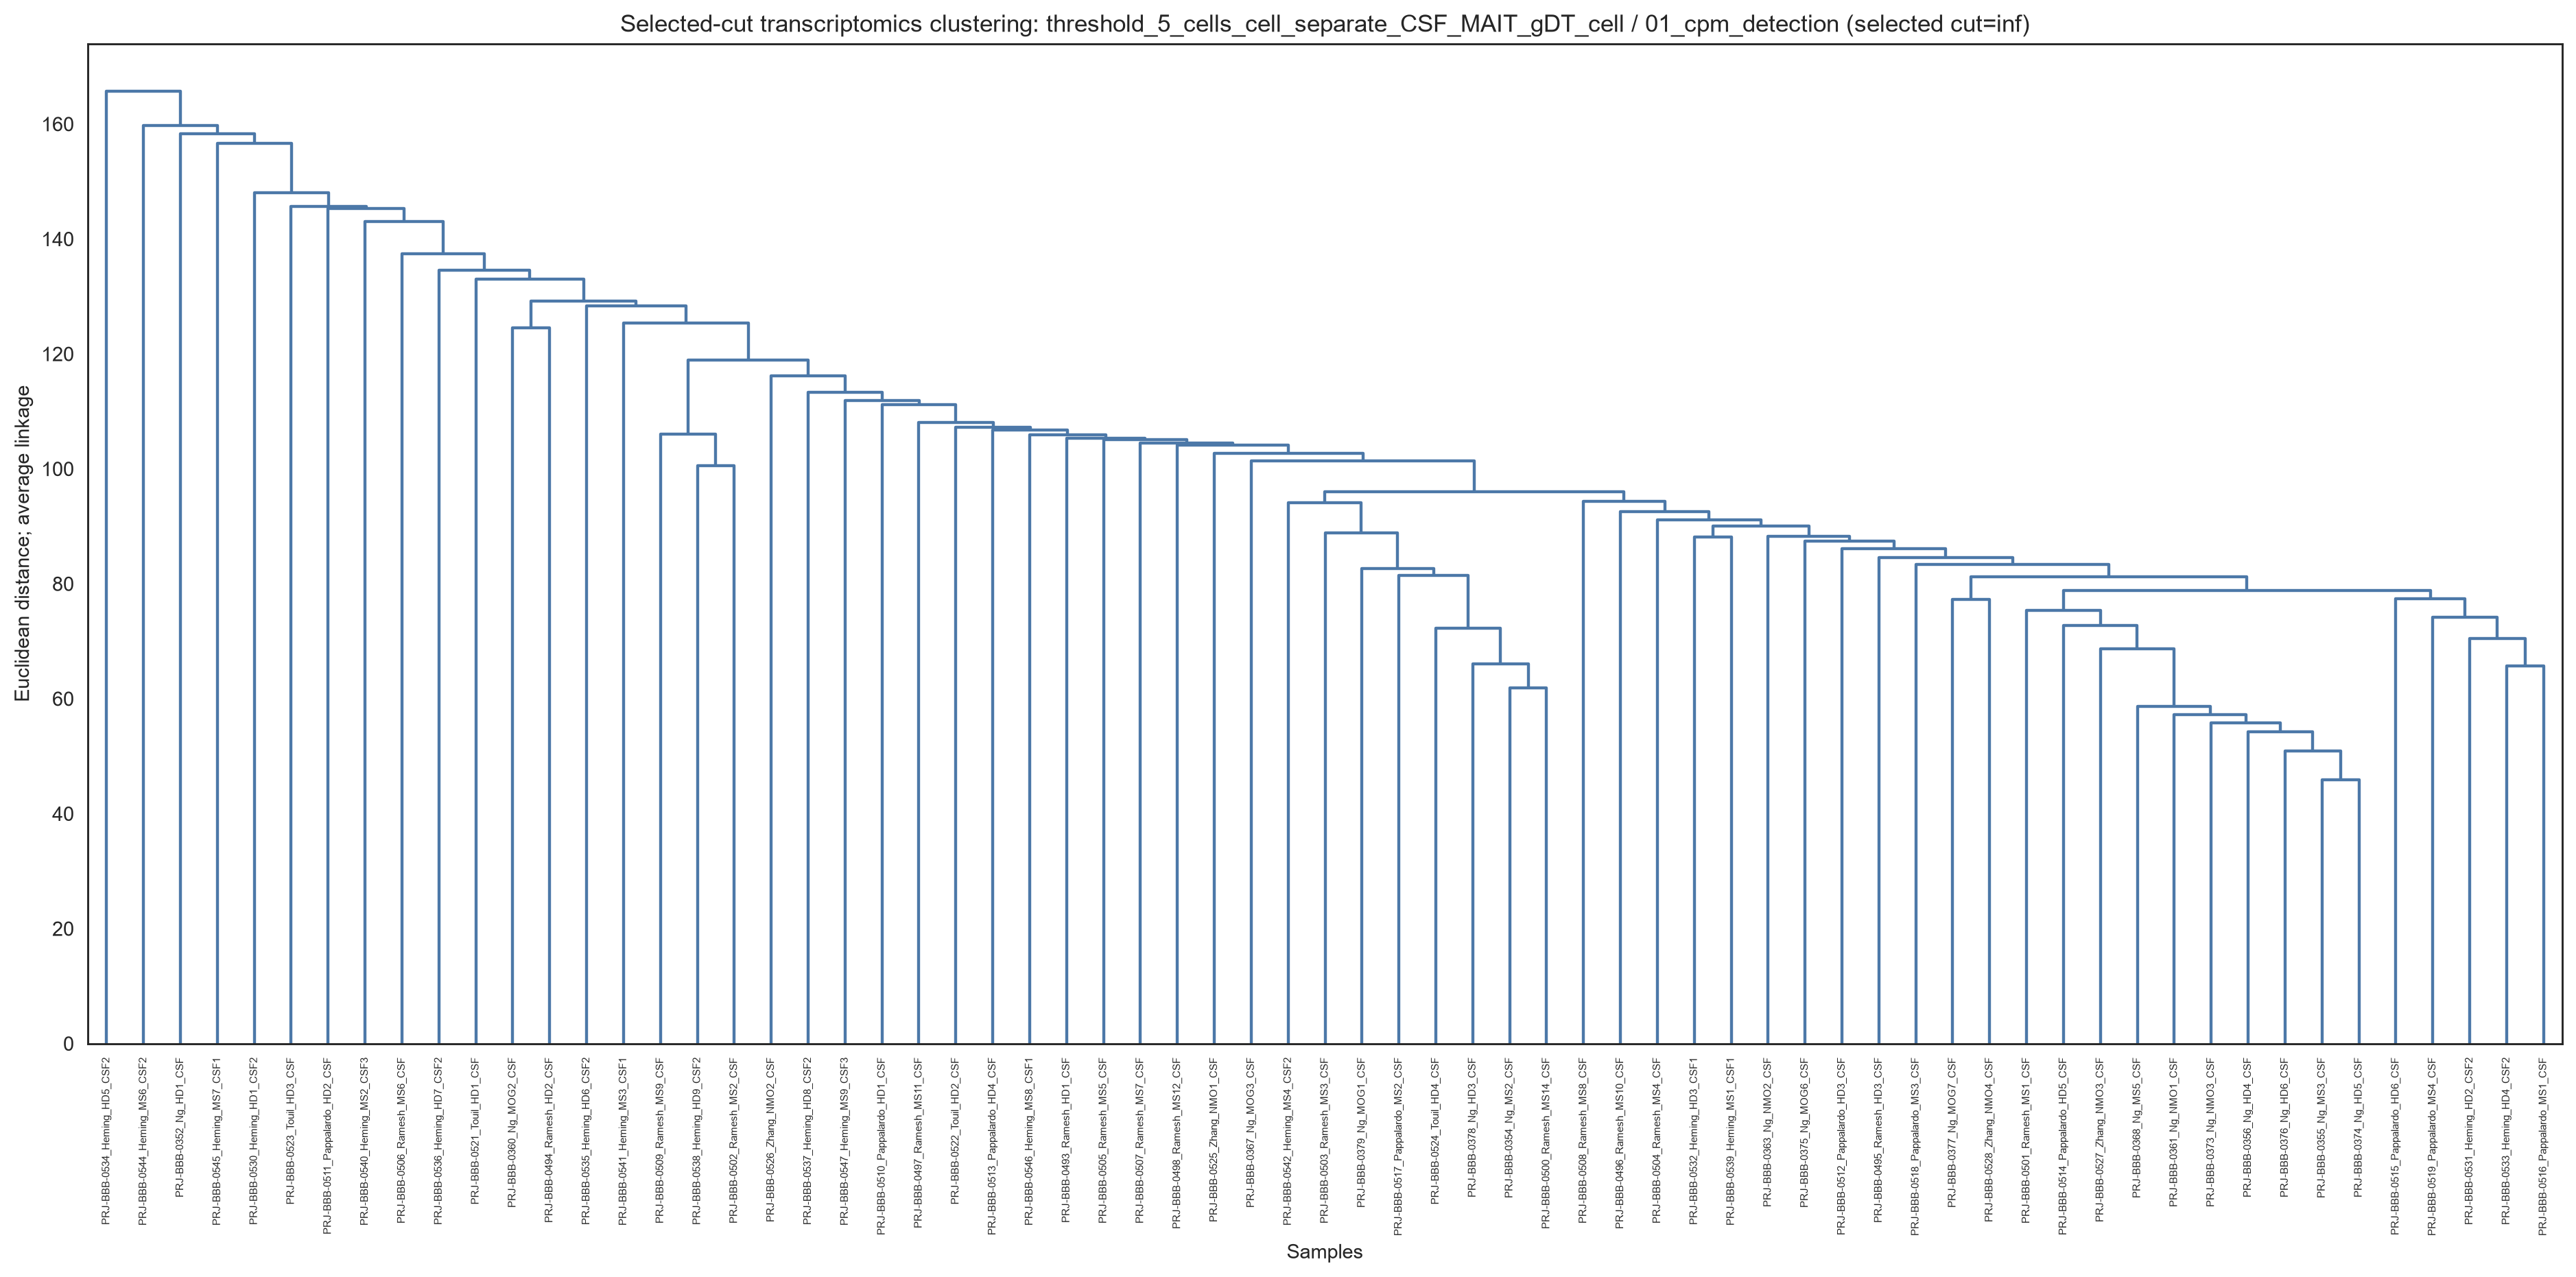 Selected-cut transcriptomics clustering: threshold_5_cells_cell_separate_CSF_MAIT_gDT_cell / 01_cpm_detection (selected cut=inf)
Euclidean distance; average linkage
160
140
120
100
80
60
40
20
0
PRJ-BBB-0534_Heming_HD5_CSF2
PRJ-BBB-0544_Heming_MS6_CSF2
PRJ-BBB-0352_Ng_HD1_CSF
PRJ-BBB-0545_Heming_MS7_CSF1
PRJ-BBB-0530_Heming_HD1_CSF2
PRJ-BBB-0523_Touil_HD3_CSF
PRJ-BBB-0511_Pappalardo_HD2_CSF
PRJ-BBB-0540_Heming_MS2_CSF3
PRJ-BBB-0506_Ramesh_MS6_CSF
PRJ-BBB-0536_Heming_HD7_CSF2
PRJ-BBB-0521_Touil_HD1_CSF
PRJ-BBB-0360_Ng_MOG2_CSF
PRJ-BBB-0494_Ramesh_HD2_CSF
PRJ-BBB-0535_Heming_HD6_CSF2
PRJ-BBB-0541_Heming_MS3_CSF1
PRJ-BBB-0509_Ramesh_MS9_CSF
PRJ-BBB-0538_Heming_HD9_CSF2
PRJ-BBB-0502_Ramesh_MS2_CSF
PRJ-BBB-0526_Zhang_NMO2_CSF
PRJ-BBB-0537_Heming_HD8_CSF2
PRJ-BBB-0547_Heming_MS9_CSF3
PRJ-BBB-0510_Pappalardo_HD1_CSF
PRJ-BBB-0497_Ramesh_MS11_CSF
PRJ-BBB-0522_Touil_HD2_CSF
PRJ-BBB-0513_Pappalardo_HD4_CSF
PRJ-BBB-0546_Heming_MS8_CSF1
PRJ-BBB-0493_Ramesh_HD1_CSF
PRJ-BBB-0505_Ramesh_MS5_CSF
PRJ-BBB-0507_Ramesh_MS7_CSF
PRJ-BBB-0498_Ramesh_MS12_CSF
PRJ-BBB-0525_Zhang_NMO1_CSF
PRJ-BBB-0367_Ng_MOG3_CSF
PRJ-BBB-0542_Heming_MS4_CSF2
PRJ-BBB-0503_Ramesh_MS3_CSF
PRJ-BBB-0379_Ng_MOG1_CSF
PRJ-BBB-0517_Pappalardo_MS2_CSF
PRJ-BBB-0524_Touil_HD4_CSF
PRJ-BBB-0378_Ng_HD3_CSF
PRJ-BBB-0354_Ng_MS2_CSF
PRJ-BBB-0500_Ramesh_MS14_CSF
PRJ-BBB-0508_Ramesh_MS8_CSF
PRJ-BBB-0496_Ramesh_MS10_CSF
PRJ-BBB-0504_Ramesh_MS4_CSF
PRJ-BBB-0532_Heming_HD3_CSF1
PRJ-BBB-0539_Heming_MS1_CSF1
PRJ-BBB-0363_Ng_NMO2_CSF
PRJ-BBB-0375_Ng_MOG6_CSF
PRJ-BBB-0512_Pappalardo_HD3_CSF
PRJ-BBB-0495_Ramesh_HD3_CSF
PRJ-BBB-0518_Pappalardo_MS3_CSF
PRJ-BBB-0377_Ng_MOG7_CSF
PRJ-BBB-0528_Zhang_NMO4_CSF
PRJ-BBB-0501_Ramesh_MS1_CSF
PRJ-BBB-0514_Pappalardo_HD5_CSF
PRJ-BBB-0527_Zhang_NMO3_CSF
PRJ-BBB-0368_Ng_MS5_CSF
PRJ-BBB-0361_Ng_NMO1_CSF
PRJ-BBB-0373_Ng_NMO3_CSF
PRJ-BBB-0356_Ng_HD4_CSF
PRJ-BBB-0376_Ng_HD6_CSF
PRJ-BBB-0355_Ng_MS3_CSF
PRJ-BBB-0374_Ng_HD5_CSF
PRJ-BBB-0515_Pappalardo_HD6_CSF
PRJ-BBB-0519_Pappalardo_MS4_CSF
PRJ-BBB-0531_Heming_HD2_CSF2
PRJ-BBB-0533_Heming_HD4_CSF2
PRJ-BBB-0516_Pappalardo_MS1_CSF
Samples